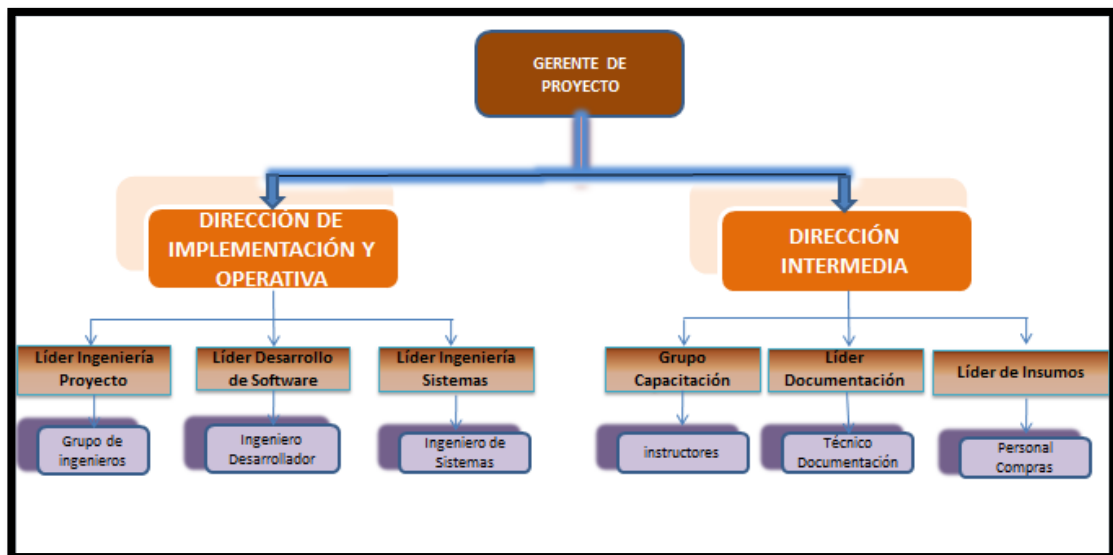 GERENTE DE
PROYECTO
DIRECCIÓN DE
IMPLEMENTACIÓN Y
OPERATIVA
DIRECCIÓN
INTERMEDIA
Líder Ingeniería
Proyecto
Líder Desarrollo
de Software
Líder Ingeniería
Sistemas
Grupo
Capacitación
Líder
Documentación
Líder de Insumos
Grupo de
ingenieros
Ingeniero
Desarrollador
Ingeniero de
Sistemas
instructores
Técnico
Documentación
Personal
Compras